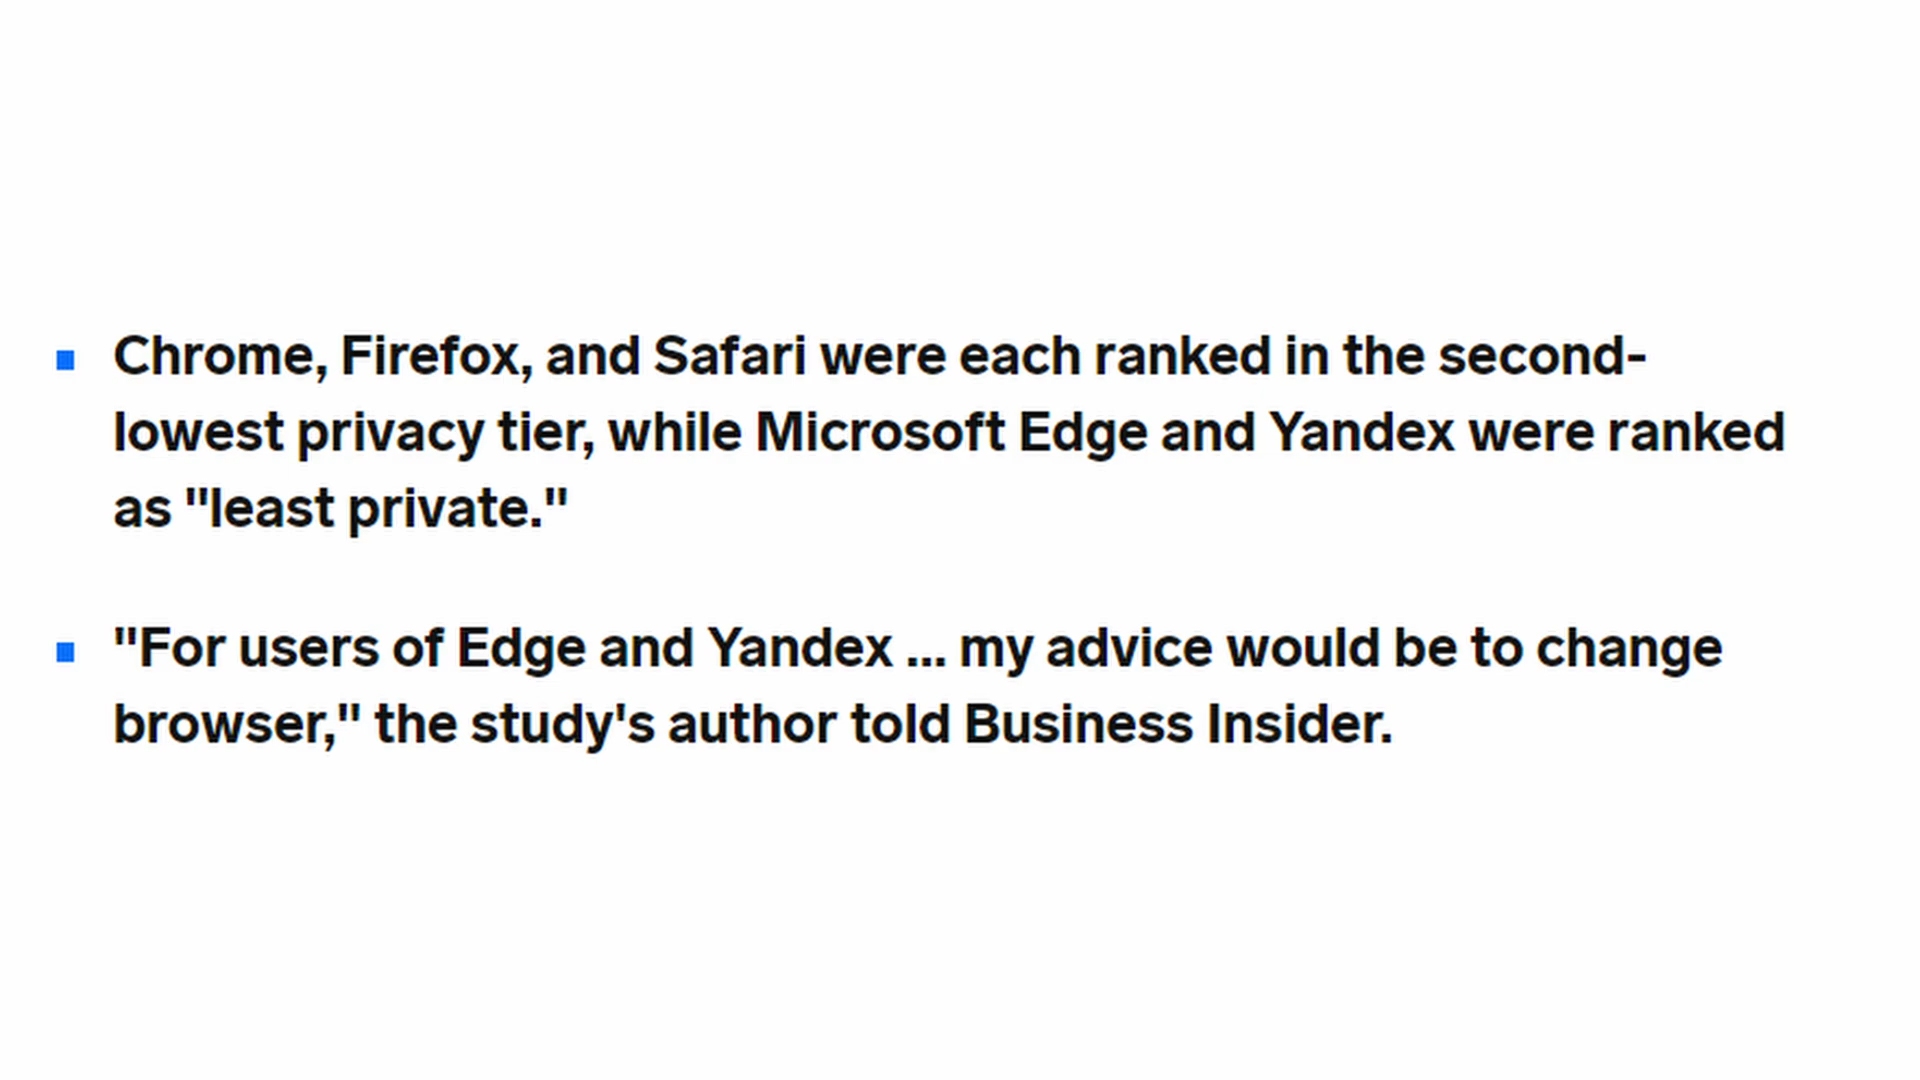 Chrome, Firefox, and Safari were each ranked in the second-
lowest privacy tier, while Microsoft Edge and Yandex were ranked
as "least private."
"For users of Edge and Yandex ... my advice would be to change
browser," the study's author told Business Insider.